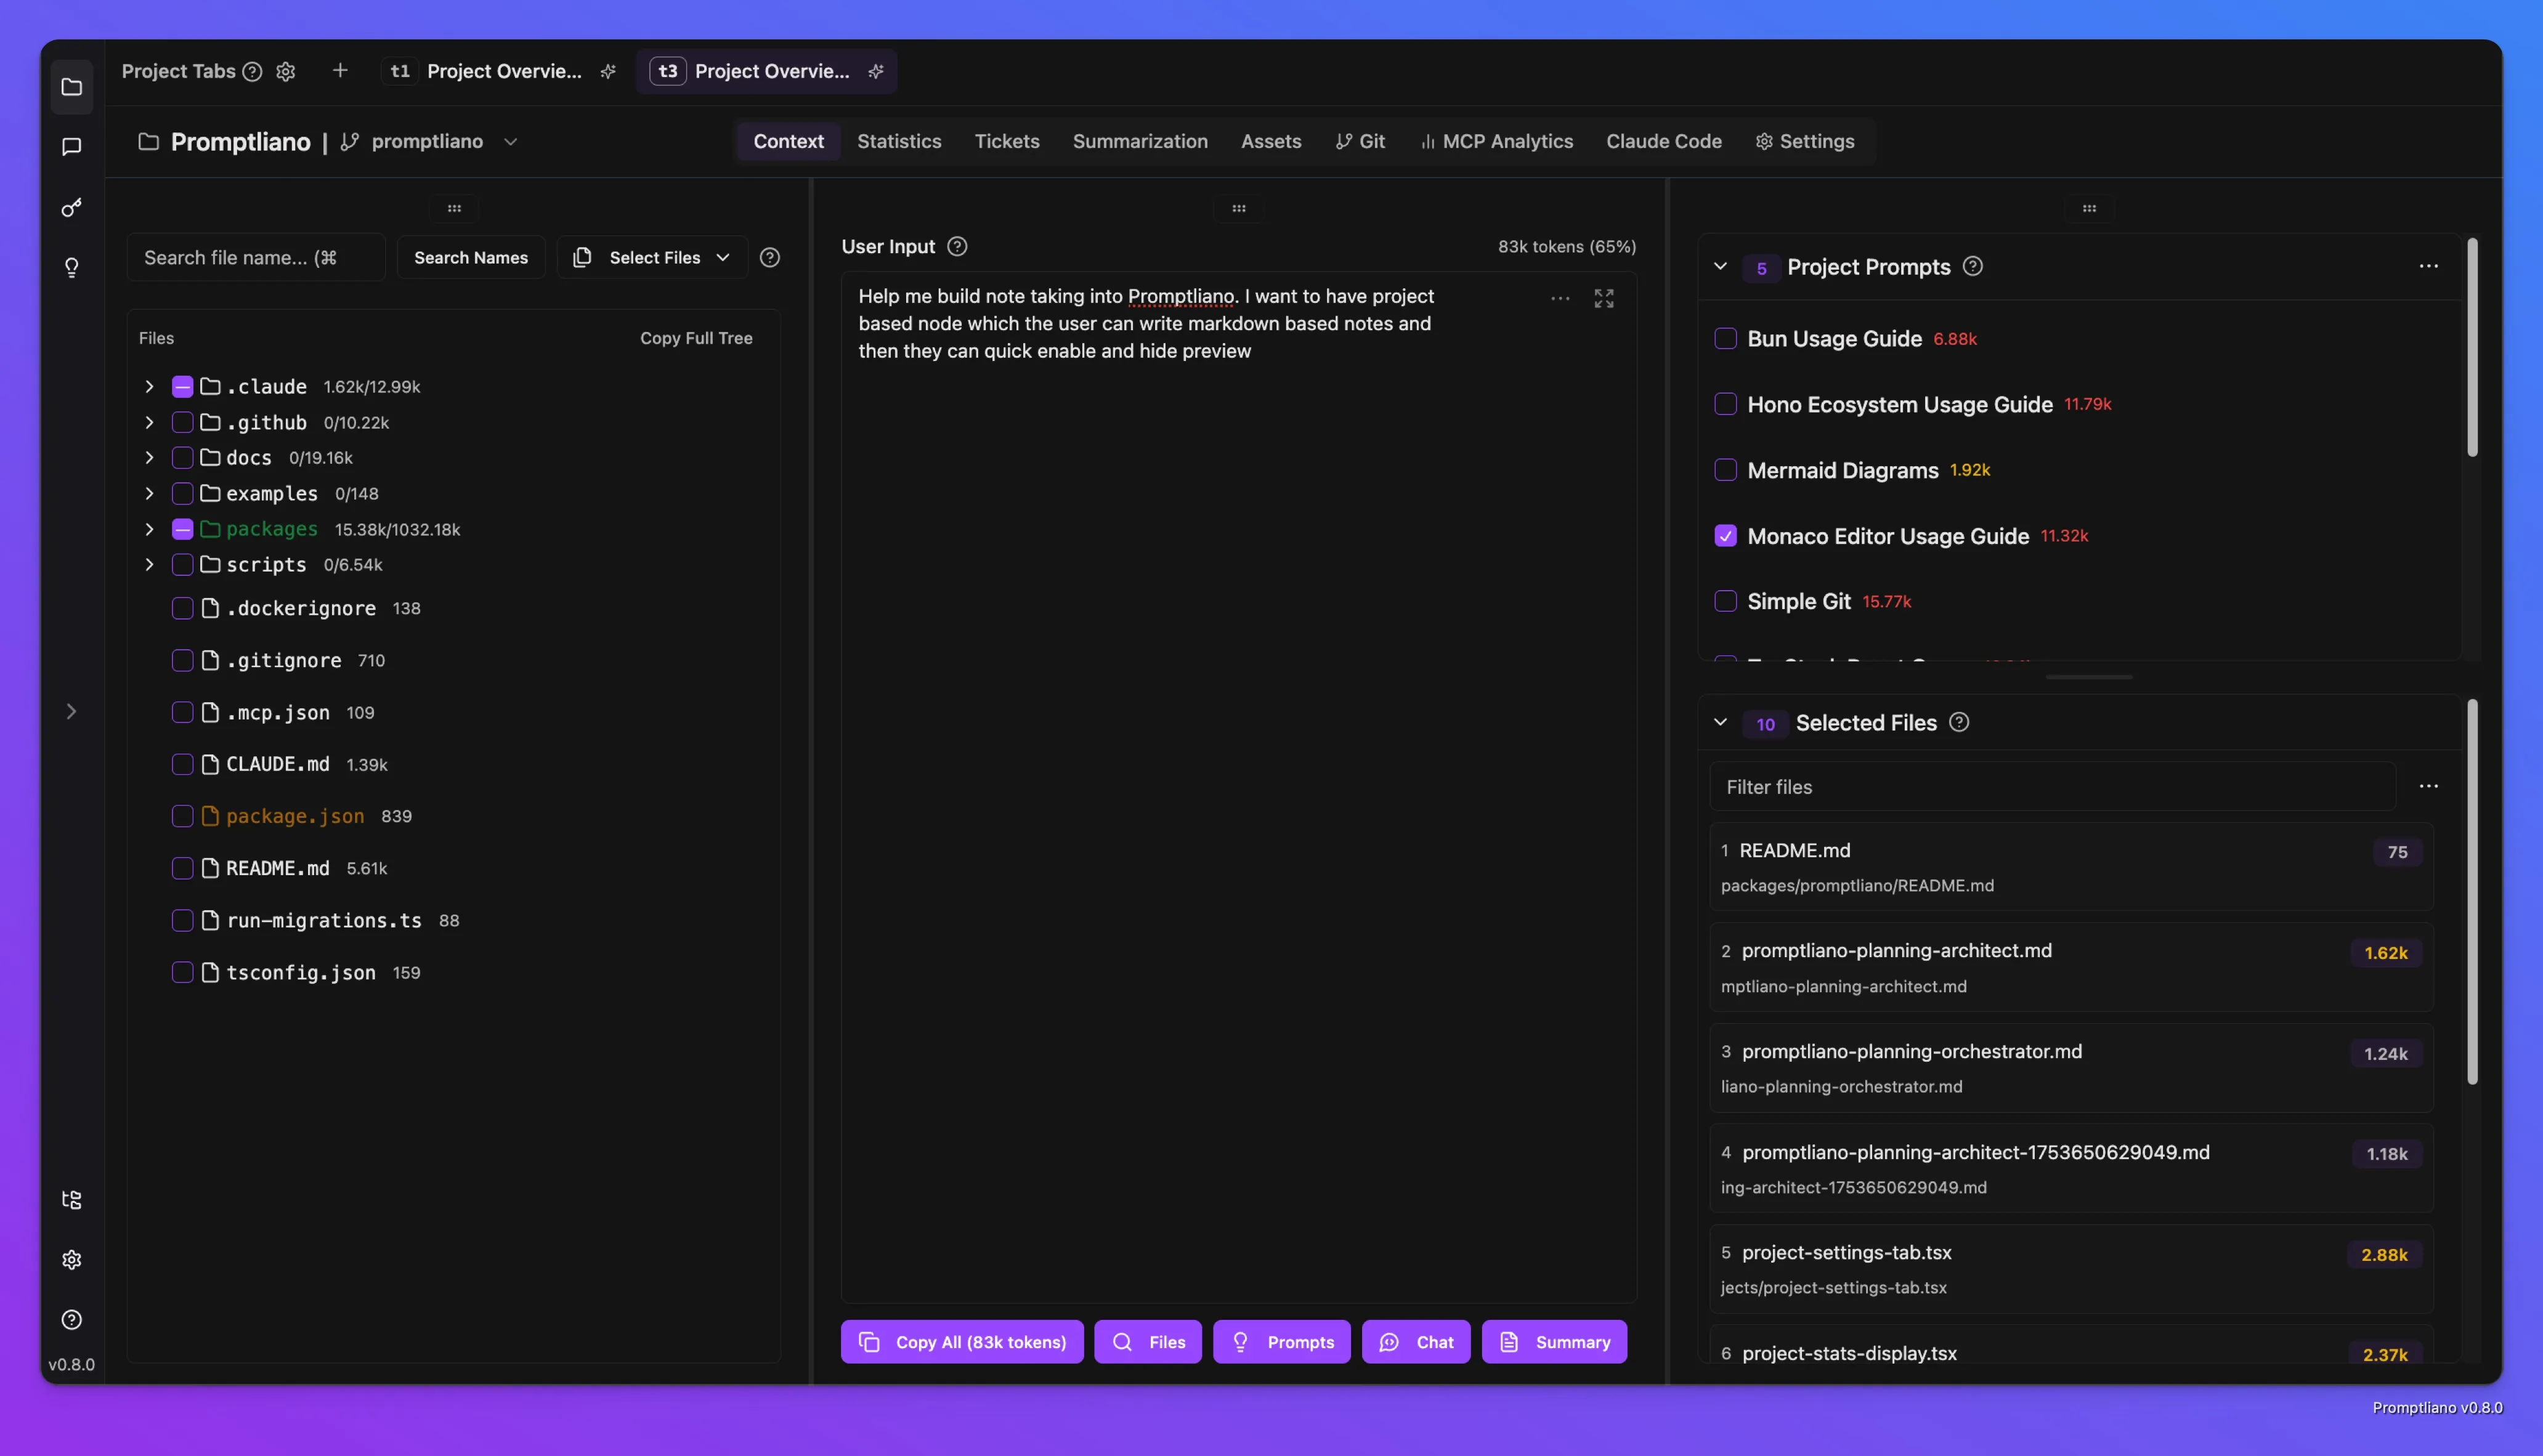 Project Tabs
t1 Project Overvie...
t3 Project Overvie...
Promptliano | promptliano
Context Statistics Tickets Summarization Assets Git MCP Analytics Claude Code Settings
Search file name... (⌘
Search Names
Select Files
Files
Copy Full Tree
.claude 1.62k/12.99k
.github 0/10.22k
docs 0/19.16k
examples 0/148
packages 15.38k/1032.18k
scripts 0/6.54k
.dockerignore 138
.gitignore 710
.mcp.json 109
CLAUDE.md 1.39k
package.json 839
README.md 5.61k
run-migrations.ts 88
tsconfig.json 159
v0.8.0
User Input
83k tokens (65%)
Help me build note taking into Promptliano. I want to have project
based node which the user can write markdown based notes and
then they can quick enable and hide preview
Copy All (83k tokens)
Files
Prompts
Chat
Summary
5 Project Prompts
Bun Usage Guide 6.88k
Hono Ecosystem Usage Guide 11.79k
Mermaid Diagrams 1.92k
Monaco Editor Usage Guide 11.32k
Simple Git 15.77k
10 Selected Files
Filter files
1 README.md 75
packages/promptliano/README.md
2 promptliano-planning-architect.md 1.62k
mptliano-planning-architect.md
3 promptliano-planning-orchestrator.md 1.24k
liano-planning-orchestrator.md
4 promptliano-planning-architect-1753650629049.md 1.18k
ing-architect-1753650629049.md
5 project-settings-tab.tsx 2.88k
jects/project-settings-tab.tsx
6 project-stats-display.tsx 2.37k
Promptliano v0.8.0